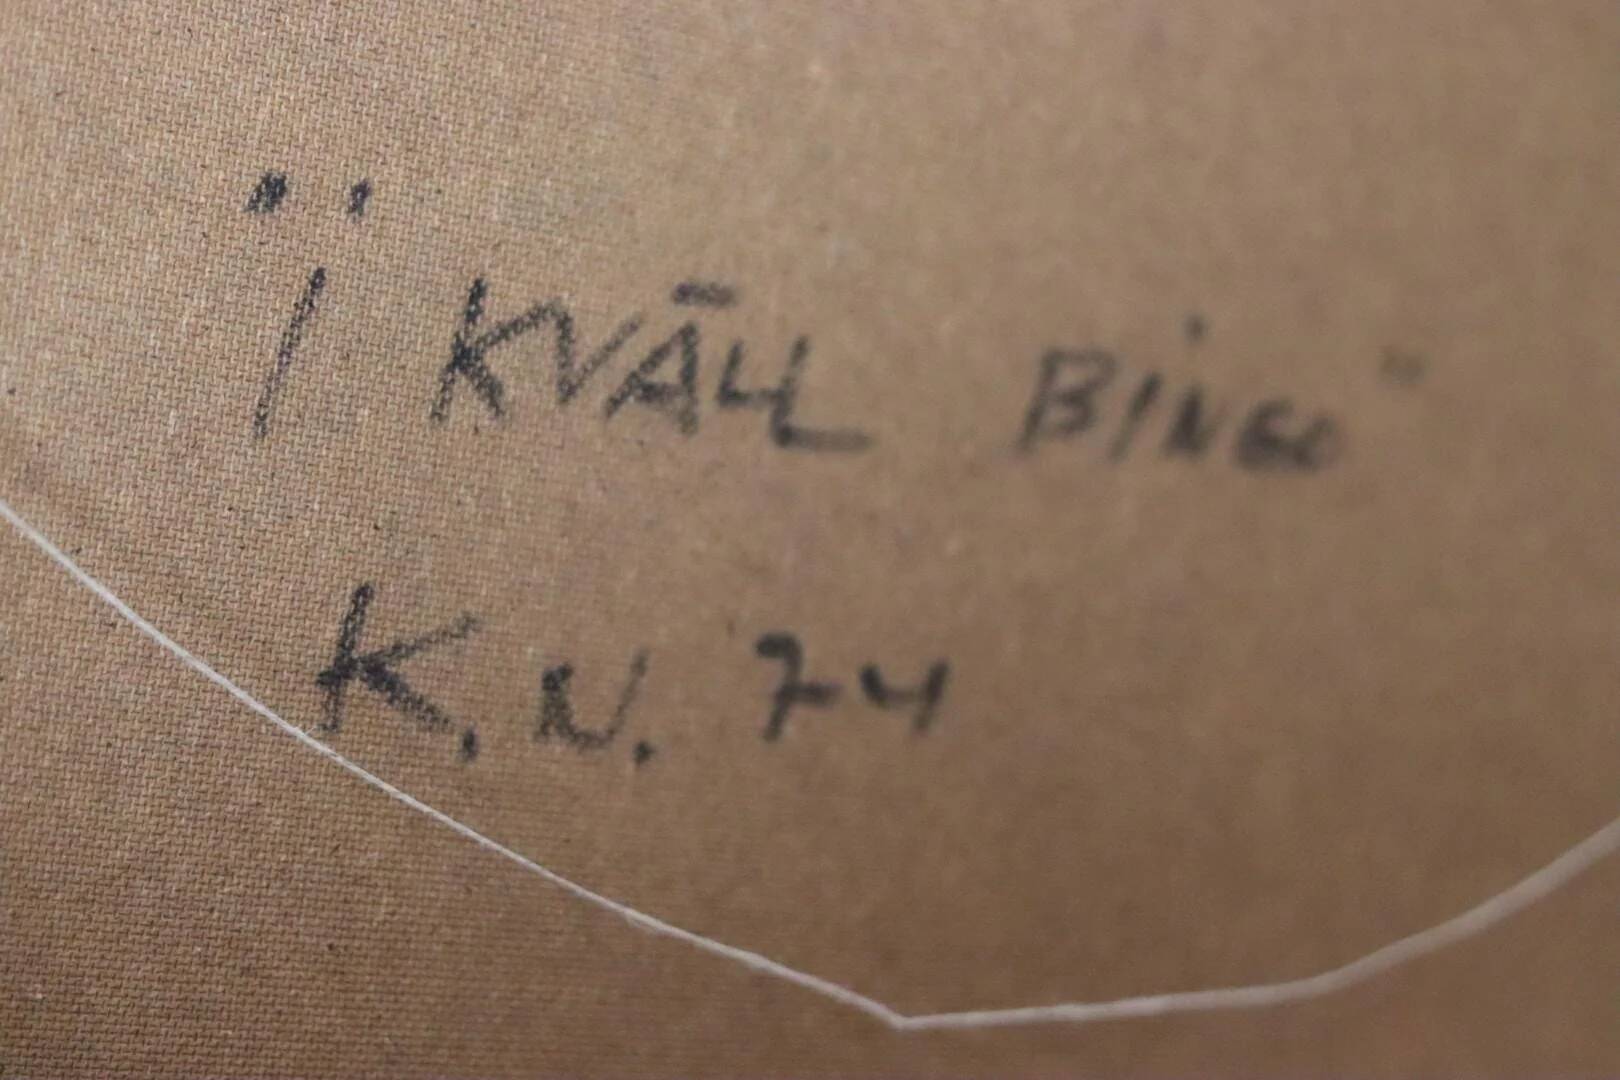 "I KVÄLL BINGO"
K. N. 74